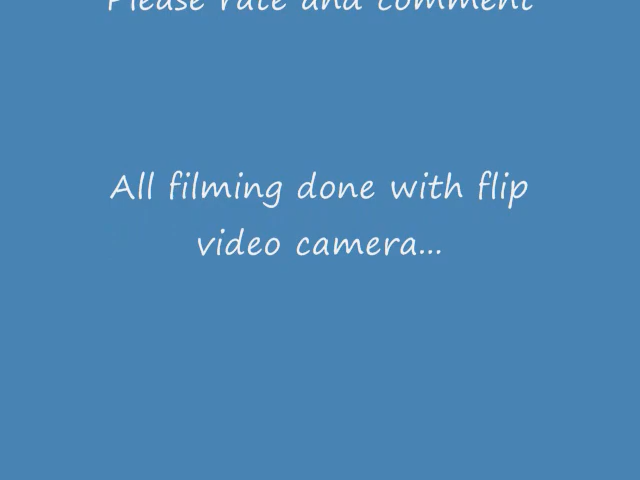 Please rate and comment
All filming done with flip
video camera...